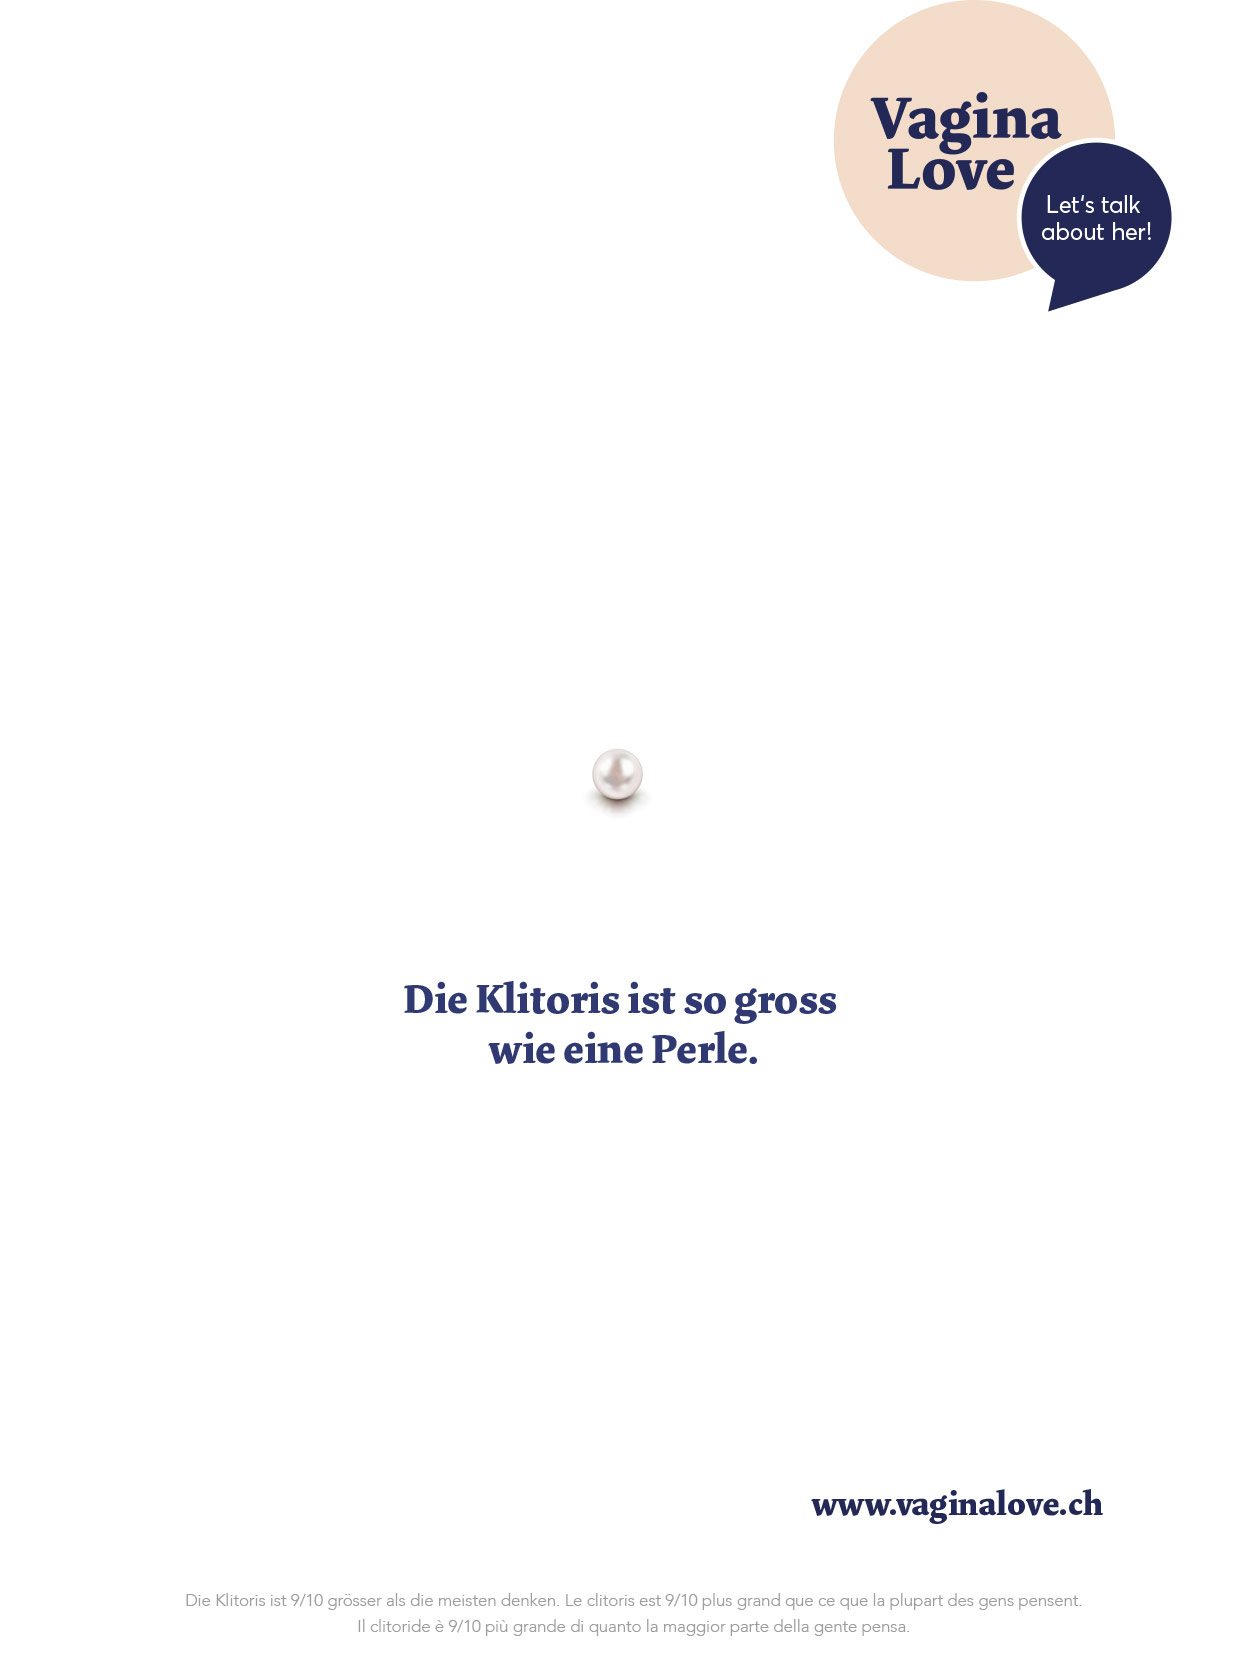 Vagina
Love
Let's talk
about her!
Die Klitoris ist so gross
wie eine Perle.
www.vaginalove.ch
Die Klitoris ist 9/10 grösser als die meisten denken. Le clitoris est 9/10 plus grand que ce que la plupart des gens pensent.
Il clitoride è 9/10 più grande di quanto la maggior parte della gente pensa.